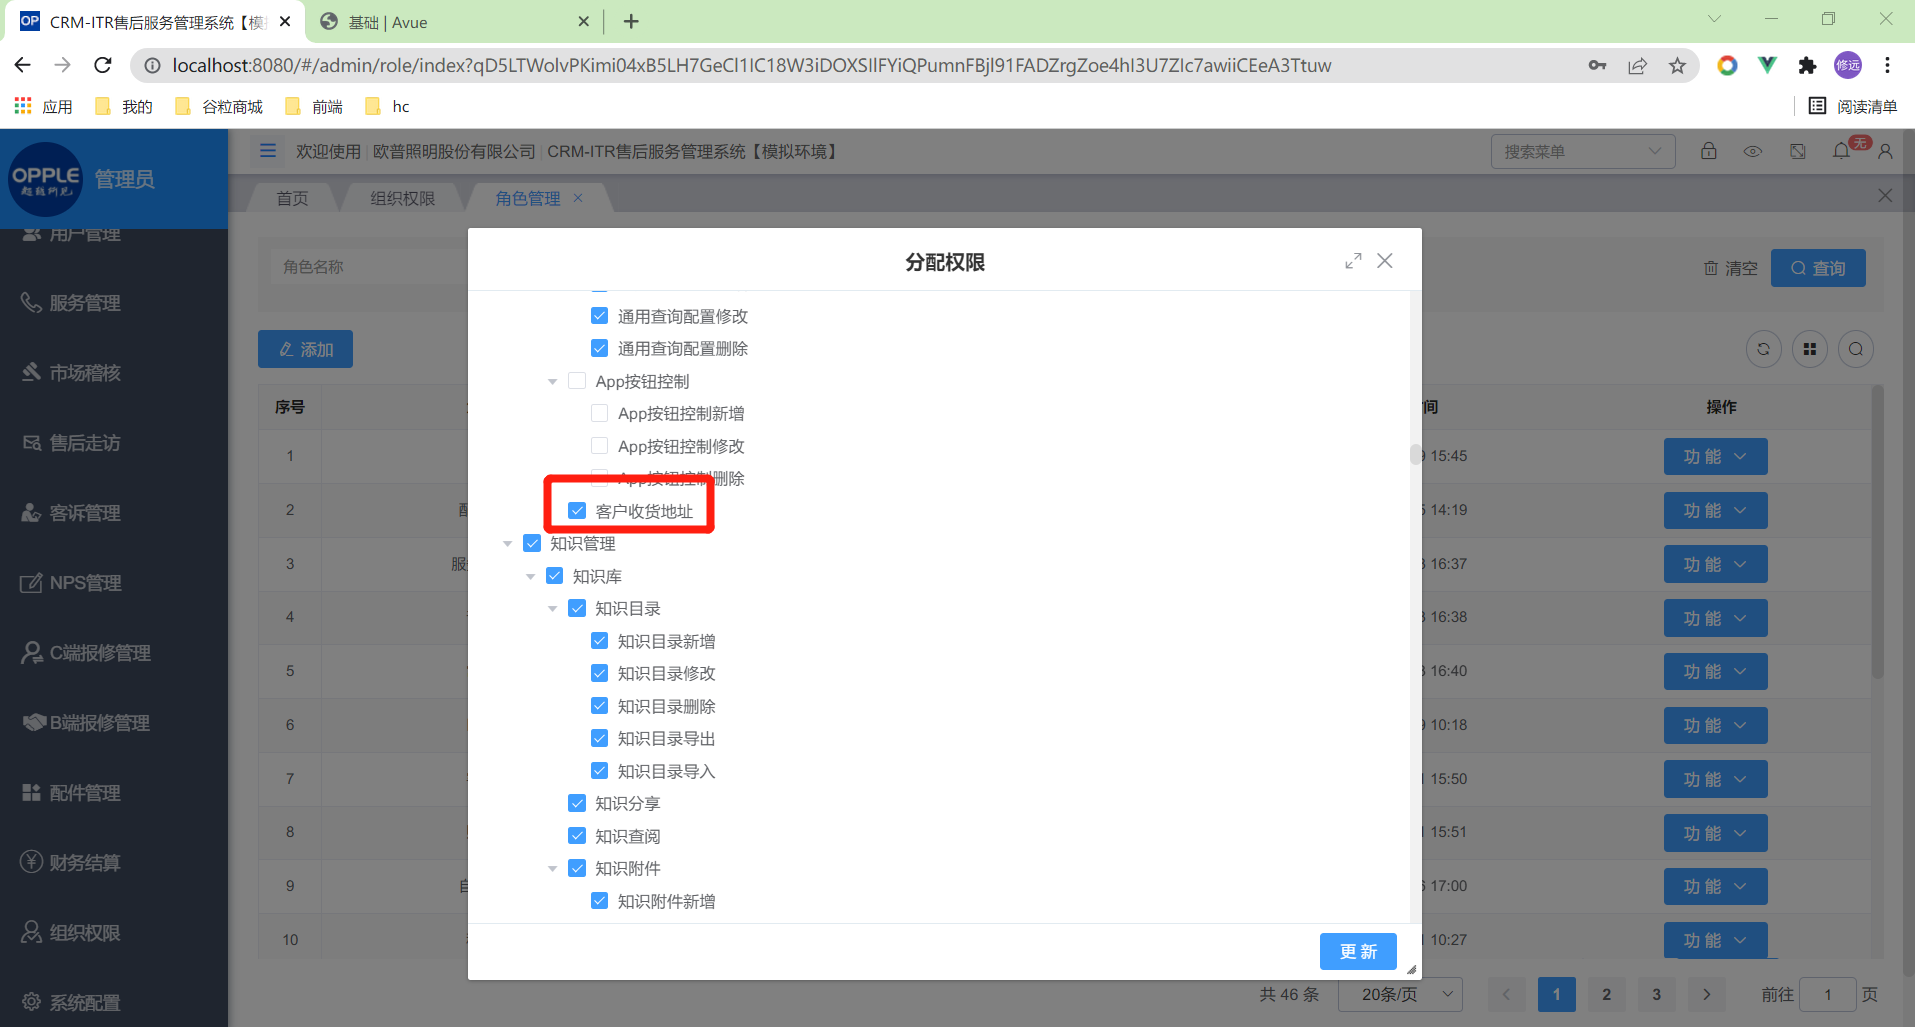 CRM-ITR售后服务管理系统【模
基础 | Avue
localhost:8080/#/admin/role/index?qD5LTWolvPKimi04xB5LH7GeCl1IC18W3iDOXSIlFYiQPumnFBjl91FADZrgZoe4hI3U7ZIc7awiiCEeA3Ttuw
修远
应用 我的 谷粒商城 前端 hc 阅读清单
OPPLE
管理员
欢迎使用 | 欧普照明股份有限公司 | CRM-ITR售后服务管理系统【模拟环境】
搜索菜单
无
首页 组织权限 角色管理
用户管理
服务管理
市场稽核
售后走访
客诉管理
NPS管理
C端报修管理
B端报修管理
配件管理
财务结算
组织权限
系统配置
角色名称
清空 查询
添加
分配权限
通用查询配置修改
通用查询配置删除
App按钮控制
App按钮控制新增
App按钮控制修改
App按钮控制删除
客户收货地址
知识管理
知识库
知识目录
知识目录新增
知识目录修改
知识目录删除
知识目录导出
知识目录导入
知识分享
知识查阅
知识附件
知识附件新增
更 新
序号 间 操作
1 15:45 功 能
2 14:19 功 能
3 服 16:37 功 能
4 16:38 功 能
5 16:40 功 能
6 10:18 功 能
7 15:50 功 能
8 15:51 功 能
9 17:00 功 能
10 10:27 功 能
共 46 条 20条/页 1 2 3 前往 1 页